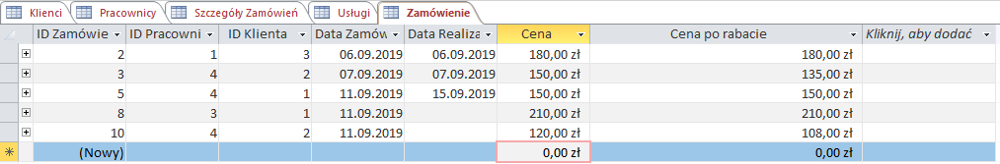 Klienci Pracownicy Szczegóły Zamówień Usługi Zamówienie
ID Zamówie ID Pracowni ID Klienta Data Zamów Data Realiza Cena Cena po rabacie Kliknij, aby dodać
2 1 3 06.09.2019 06.09.2019 180,00 zł 180,00 zł
3 4 2 07.09.2019 07.09.2019 150,00 zł 135,00 zł
5 4 1 11.09.2019 15.09.2019 150,00 zł 150,00 zł
8 3 1 11.09.2019 210,00 zł 210,00 zł
10 4 2 11.09.2019 120,00 zł 108,00 zł
(Nowy) 0,00 zł 0,00 zł